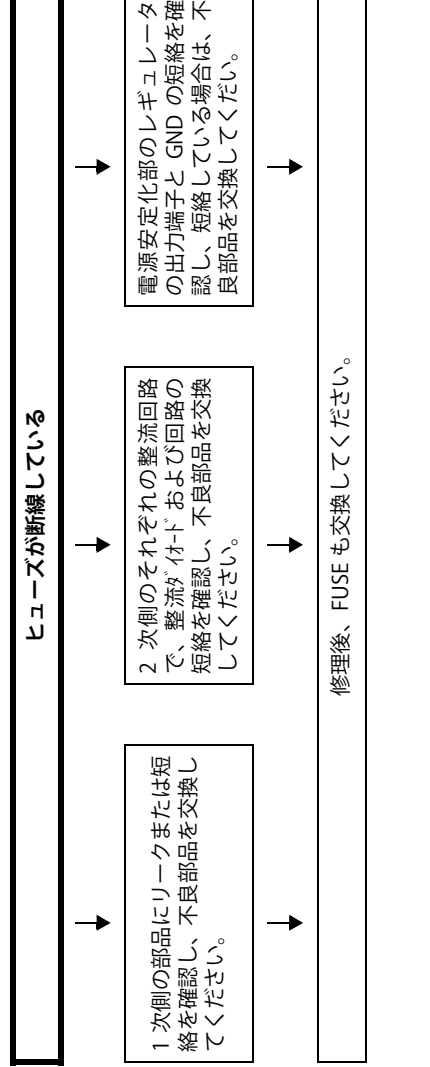 ヒューズが断線している
1 次側の部品にリークまたは短
絡を確認し、不良部品を交換し
てください。
2 次側のそれぞれの整流回路
で、整流ﾀﾞｲｵｰﾄﾞおよび回路の
短絡を確認し、不良部品を交換
してください。
電源安定化部のレギュレータ
の出力端子と GND の短絡を確
認し、短絡している場合は、不
良部品を交換してくだい。
修理後、FUSE も交換してください。